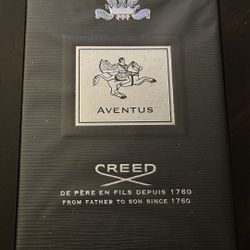 AVENTUS
CREED
DE PÈRE EN FILS DEPUIS 1760
FROM FATHER TO SON SINCE 1760